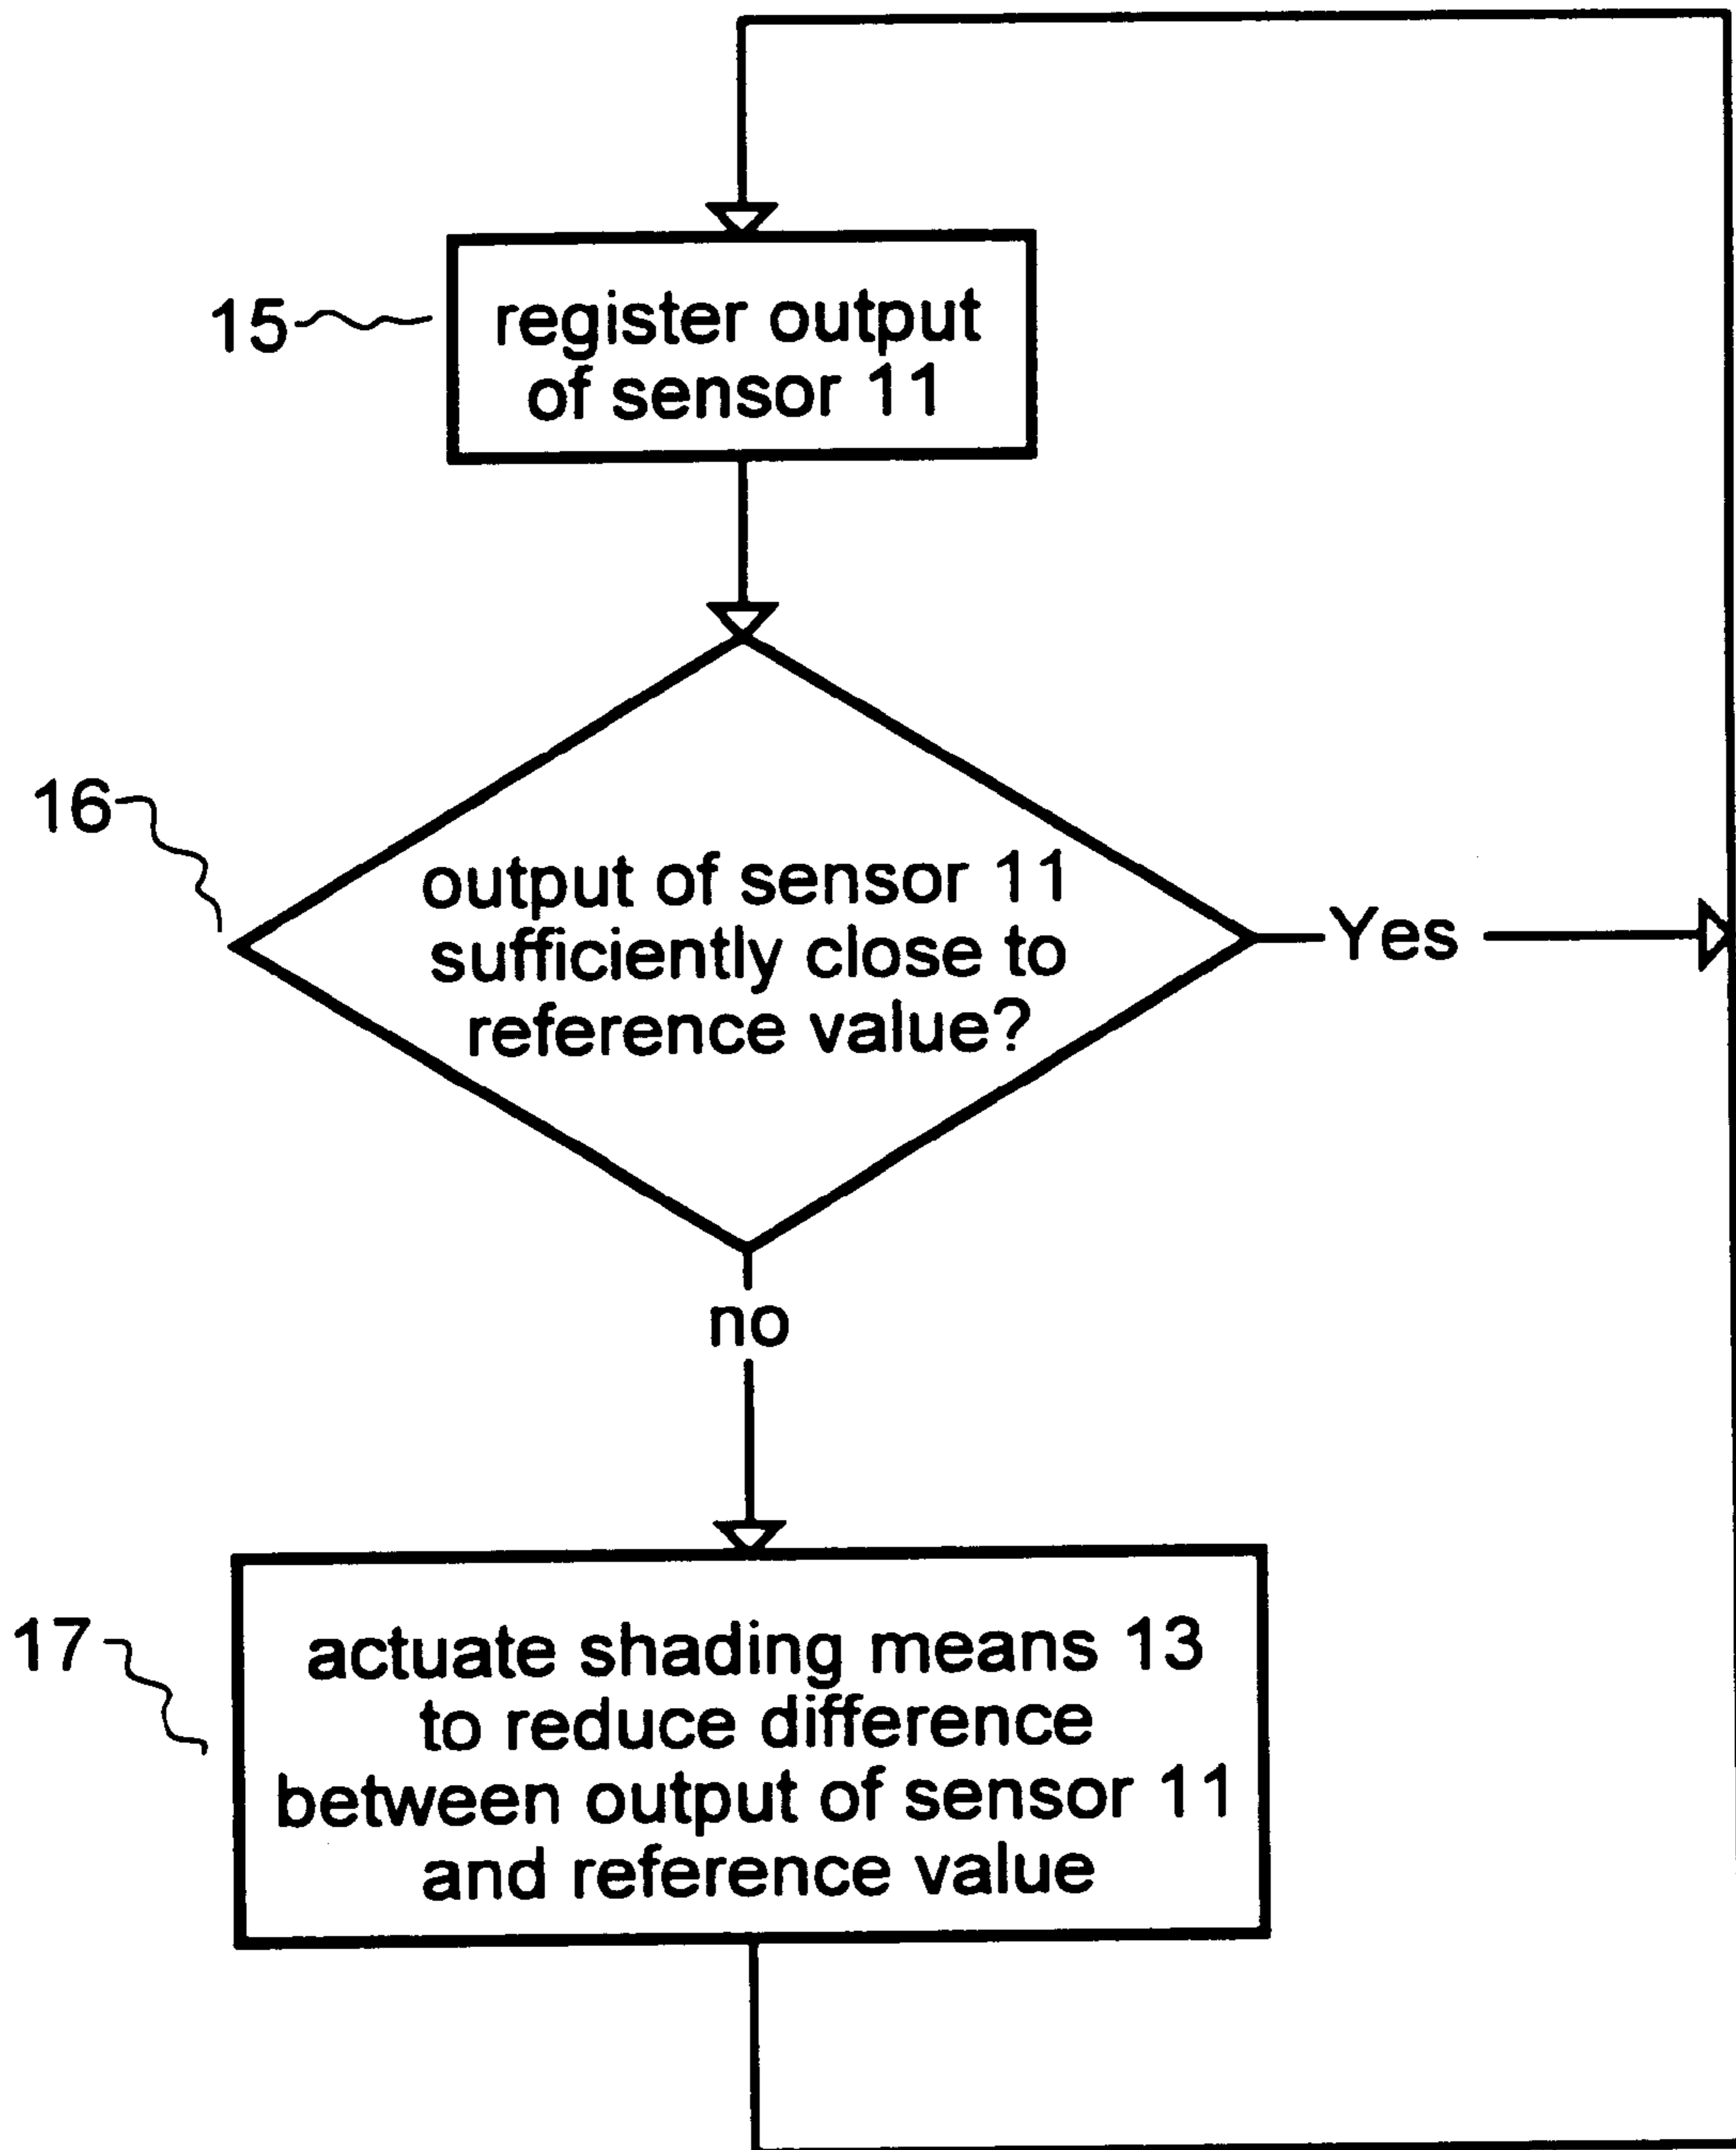 15
register output
of sensor 11
16
output of sensor 11
sufficiently close to
reference value?
Yes
no
17
actuate shading means 13
to reduce difference
between output of sensor 11
and reference value